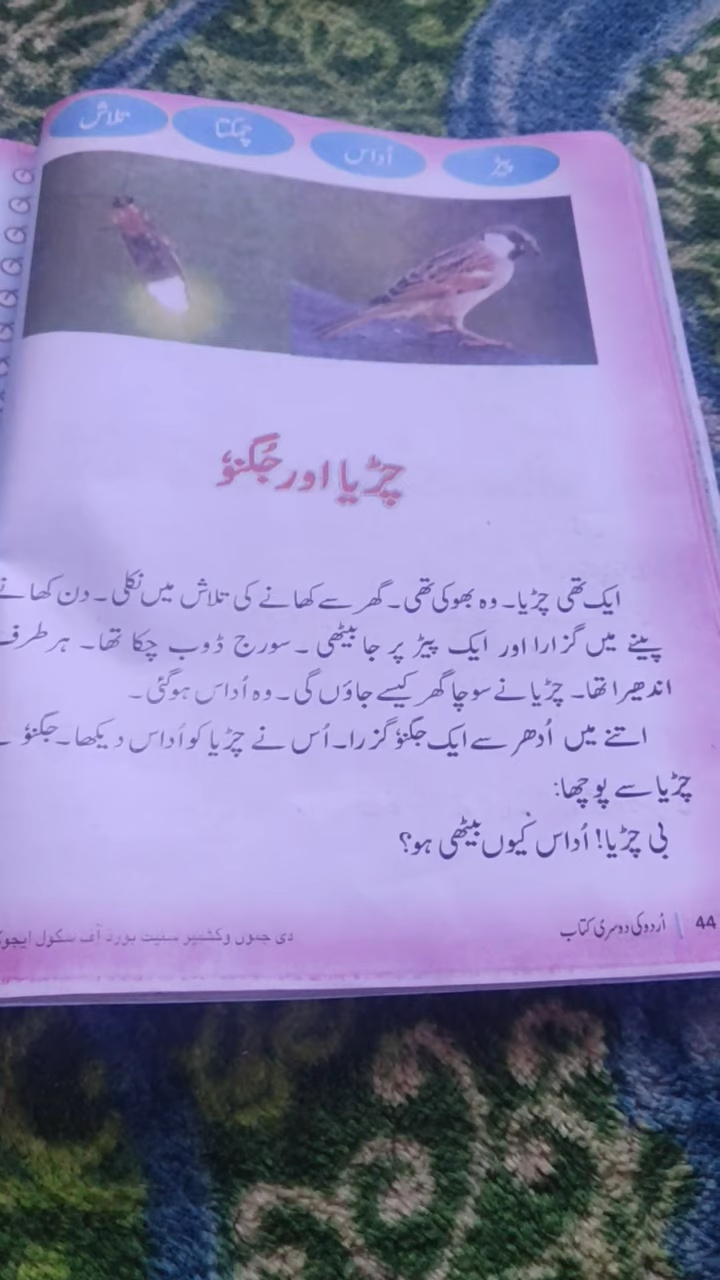 پیڑ اُداس چمکتا تلاش
چڑیا اور جُگنوٗ
ایک تھی چڑیا۔ وہ بھوکی تھی۔ گھر سے کھانے کی تلاش میں نکلی۔ دن کھانے
پینے میں گزارا اور ایک پیڑ پر جا بیٹھی۔ سورج ڈوب چکا تھا۔ ہر طرف
اندھیرا تھا۔ چڑیا نے سوچا گھر کیسے جاؤں گی۔ وہ اُداس ہوگئی۔
اتنے میں اُدھر سے ایک جگنوٗ گزرا۔ اُس نے چڑیا کو اُداس دیکھا۔ جگنوٗ
چڑیا سے پوچھا:
بی چڑیا! اُداس کیوں بیٹھی ہو؟
44 | اُردو کی دوسری کتاب
دی جموں وکشمیر سٹیٹ بورڈ آف سکول